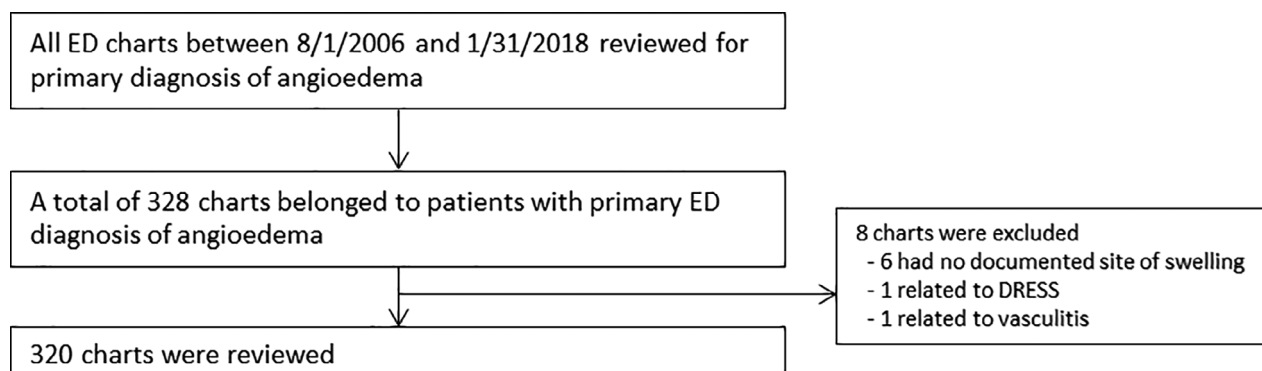 All ED charts between 8/1/2006 and 1/31/2018 reviewed for
primary diagnosis of angioedema
A total of 328 charts belonged to patients with primary ED
diagnosis of angioedema
8 charts were excluded
- 6 had no documented site of swelling
- 1 related to DRESS
- 1 related to vasculitis
320 charts were reviewed